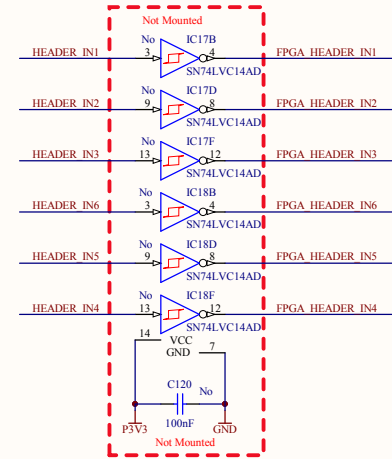 Not Mounted
No IC17B
HEADER_IN1 3 4 FPGA_HEADER_IN1
SN74LVC14AD
No IC17D
HEADER_IN2 9 8 FPGA_HEADER_IN2
SN74LVC14AD
No IC17F
HEADER_IN3 13 12 FPGA_HEADER_IN3
SN74LVC14AD
No IC18B
HEADER_IN6 3 4 FPGA_HEADER_IN6
SN74LVC14AD
No IC18D
HEADER_IN5 9 8 FPGA_HEADER_IN5
SN74LVC14AD
No IC18F
HEADER_IN4 13 12 FPGA_HEADER_IN4
SN74LVC14AD
14 VCC
GND 7
C120 No
100nF
P3V3 GND
Not Mounted